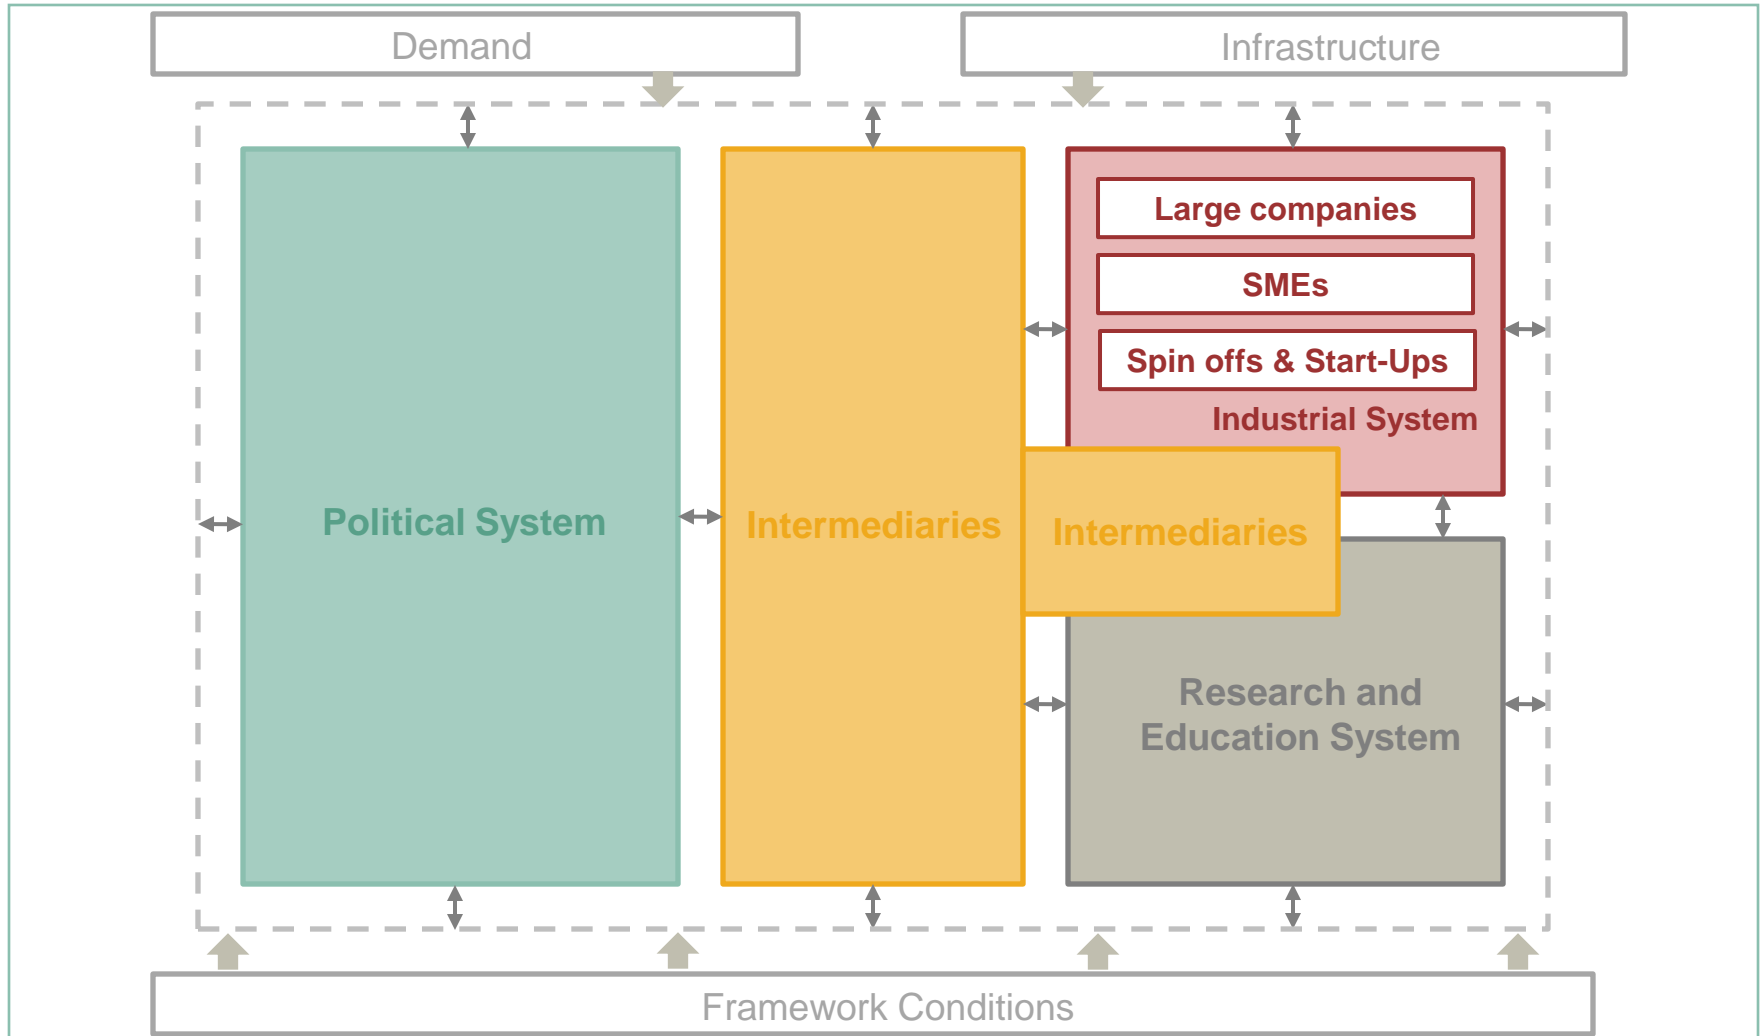 Demand
Infrastructure
Large companies
SMEs
Spin offs & Start-Ups
Industrial System
Political System
Intermediaries
Intermediaries
Research and
Education System
Framework Conditions